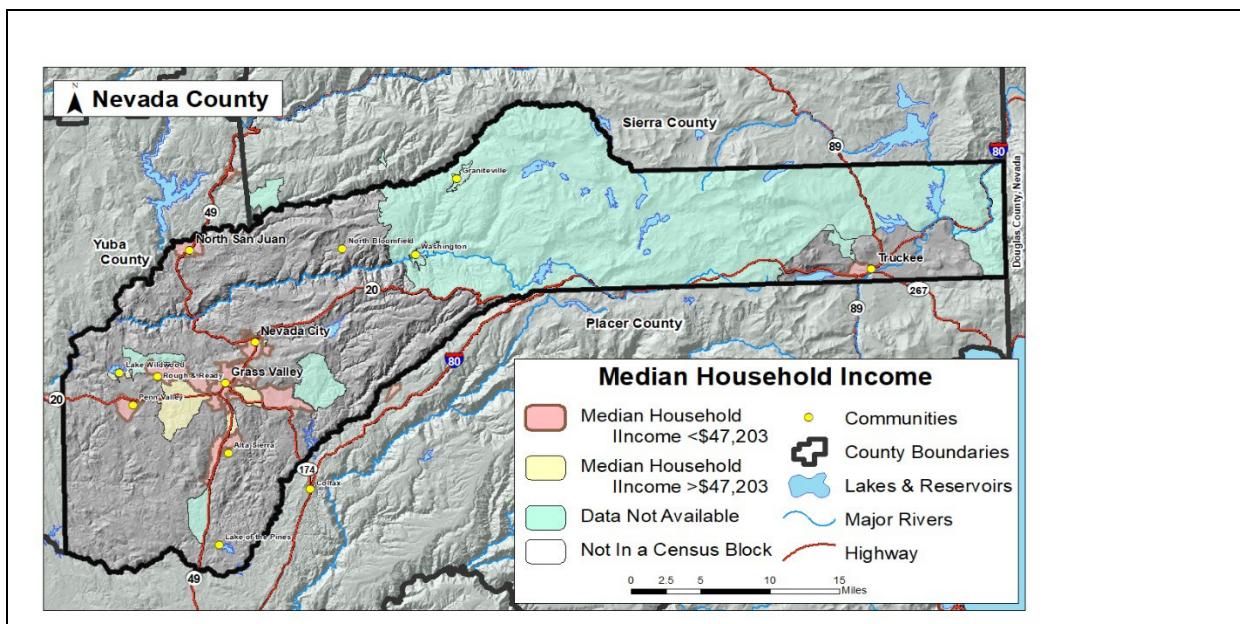 N
Nevada County
Sierra County
80
89
Graniteville
49
Yuba
County
North San Juan
North Bloomfield
Washington
Truckee
Douglas County, Nevada
20
89
267
Nevada City
Placer County
80
Lake Wildwood
Rough & Ready
Grass Valley
20
Penn Valley
Alta Sierra
174
Colfax
Lake of the Pines
49
Median Household Income
Median Household
IIncome <$47,203
Median Household
IIncome >$47,203
Data Not Available
Not In a Census Block
Communities
County Boundaries
Lakes & Reservoirs
Major Rivers
Highway
0 2.5 5 10 15
Miles